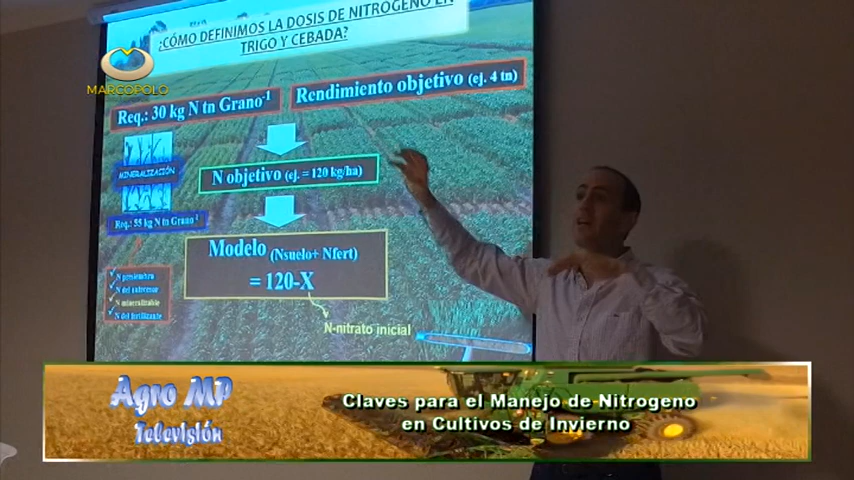 ¿CÓMO DEFINIMOS LA DOSIS DE NITRÓGENO EN
TRIGO Y CEBADA?
MARCOPOLO
Req.: 30 kg N tn Grano-1
Rendimiento objetivo (ej. 4 tn)
MINERALIZACIÓN
N objetivo (ej. = 120 kg/ha)
Req.: 55 kg N tn Grano-1
Modelo (Nsuelo+ Nfert)
= 120-X
N presiembra
N del antecesor
N mineralizable
N del fertilizante
N-nitrato inicial
Agro MP
Televisión
Claves para el Manejo de Nitrogeno
en Cultivos de Invierno